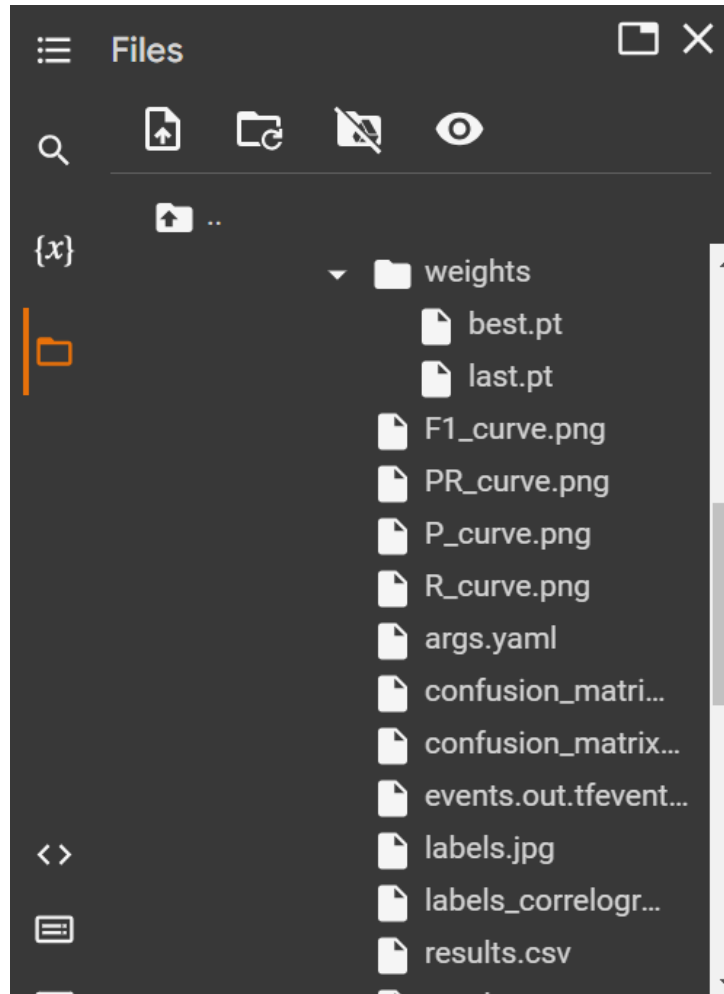 Files
..
{x}
weights
best.pt
last.pt
F1_curve.png
PR_curve.png
P_curve.png
R_curve.png
args.yaml
confusion_matri...
confusion_matrix...
events.out.tfevent...
labels.jpg
labels_correlogr...
results.csv